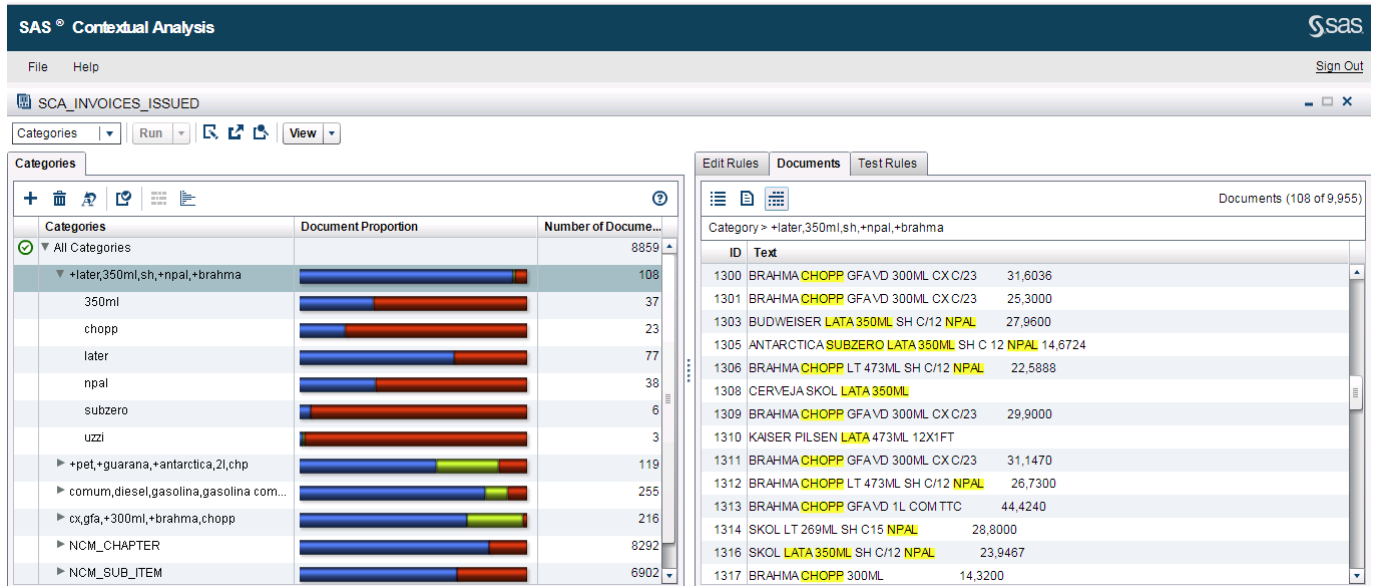 SAS ® Contextual Analysis
sas
File Help
Sign Out
SCA_INVOICES_ISSUED
Categories Run View
Categories
Categories Document Proportion Number of Docume...
All Categories 8859
+later,350ml,sh,+npal,+brahma 108
350ml 37
chopp 23
later 77
npal 38
subzero 6
uzzi 3
+pet,+guarana,+antarctica,2l,chp 119
comum,diesel,gasolina,gasolina com... 255
cx,gfa,+300ml,+brahma,chopp 216
NCM_CHAPTER 8292
NCM_SUB_ITEM 6902
Edit Rules Documents Test Rules
Documents (108 of 9,955)
Category > +later,350ml,sh,+npal,+brahma
ID Text
1300 BRAHMA CHOPP GFA VD 300ML CX C/23 31,6036
1301 BRAHMA CHOPP GFA VD 300ML CX C/23 25,3000
1303 BUDWEISER LATA 350ML SH C/12 NPAL 27,9600
1305 ANTARCTICA SUBZERO LATA 350ML SH C 12 NPAL 14,6724
1306 BRAHMA CHOPP LT 473ML SH C/12 NPAL 22,5888
1308 CERVEJA SKOL LATA 350ML
1309 BRAHMA CHOPP GFA VD 300ML CX C/23 29,9000
1310 KAISER PILSEN LATA 473ML 12X1FT
1311 BRAHMA CHOPP GFA VD 300ML CX C/23 31,1470
1312 BRAHMA CHOPP LT 473ML SH C/12 NPAL 26,7300
1313 BRAHMA CHOPP GFA VD 1L COM TTC 44,4240
1314 SKOL LT 269ML SH C15 NPAL 28,8000
1316 SKOL LATA 350ML SH C/12 NPAL 23,9467
1317 BRAHMA CHOPP 300ML 14,3200